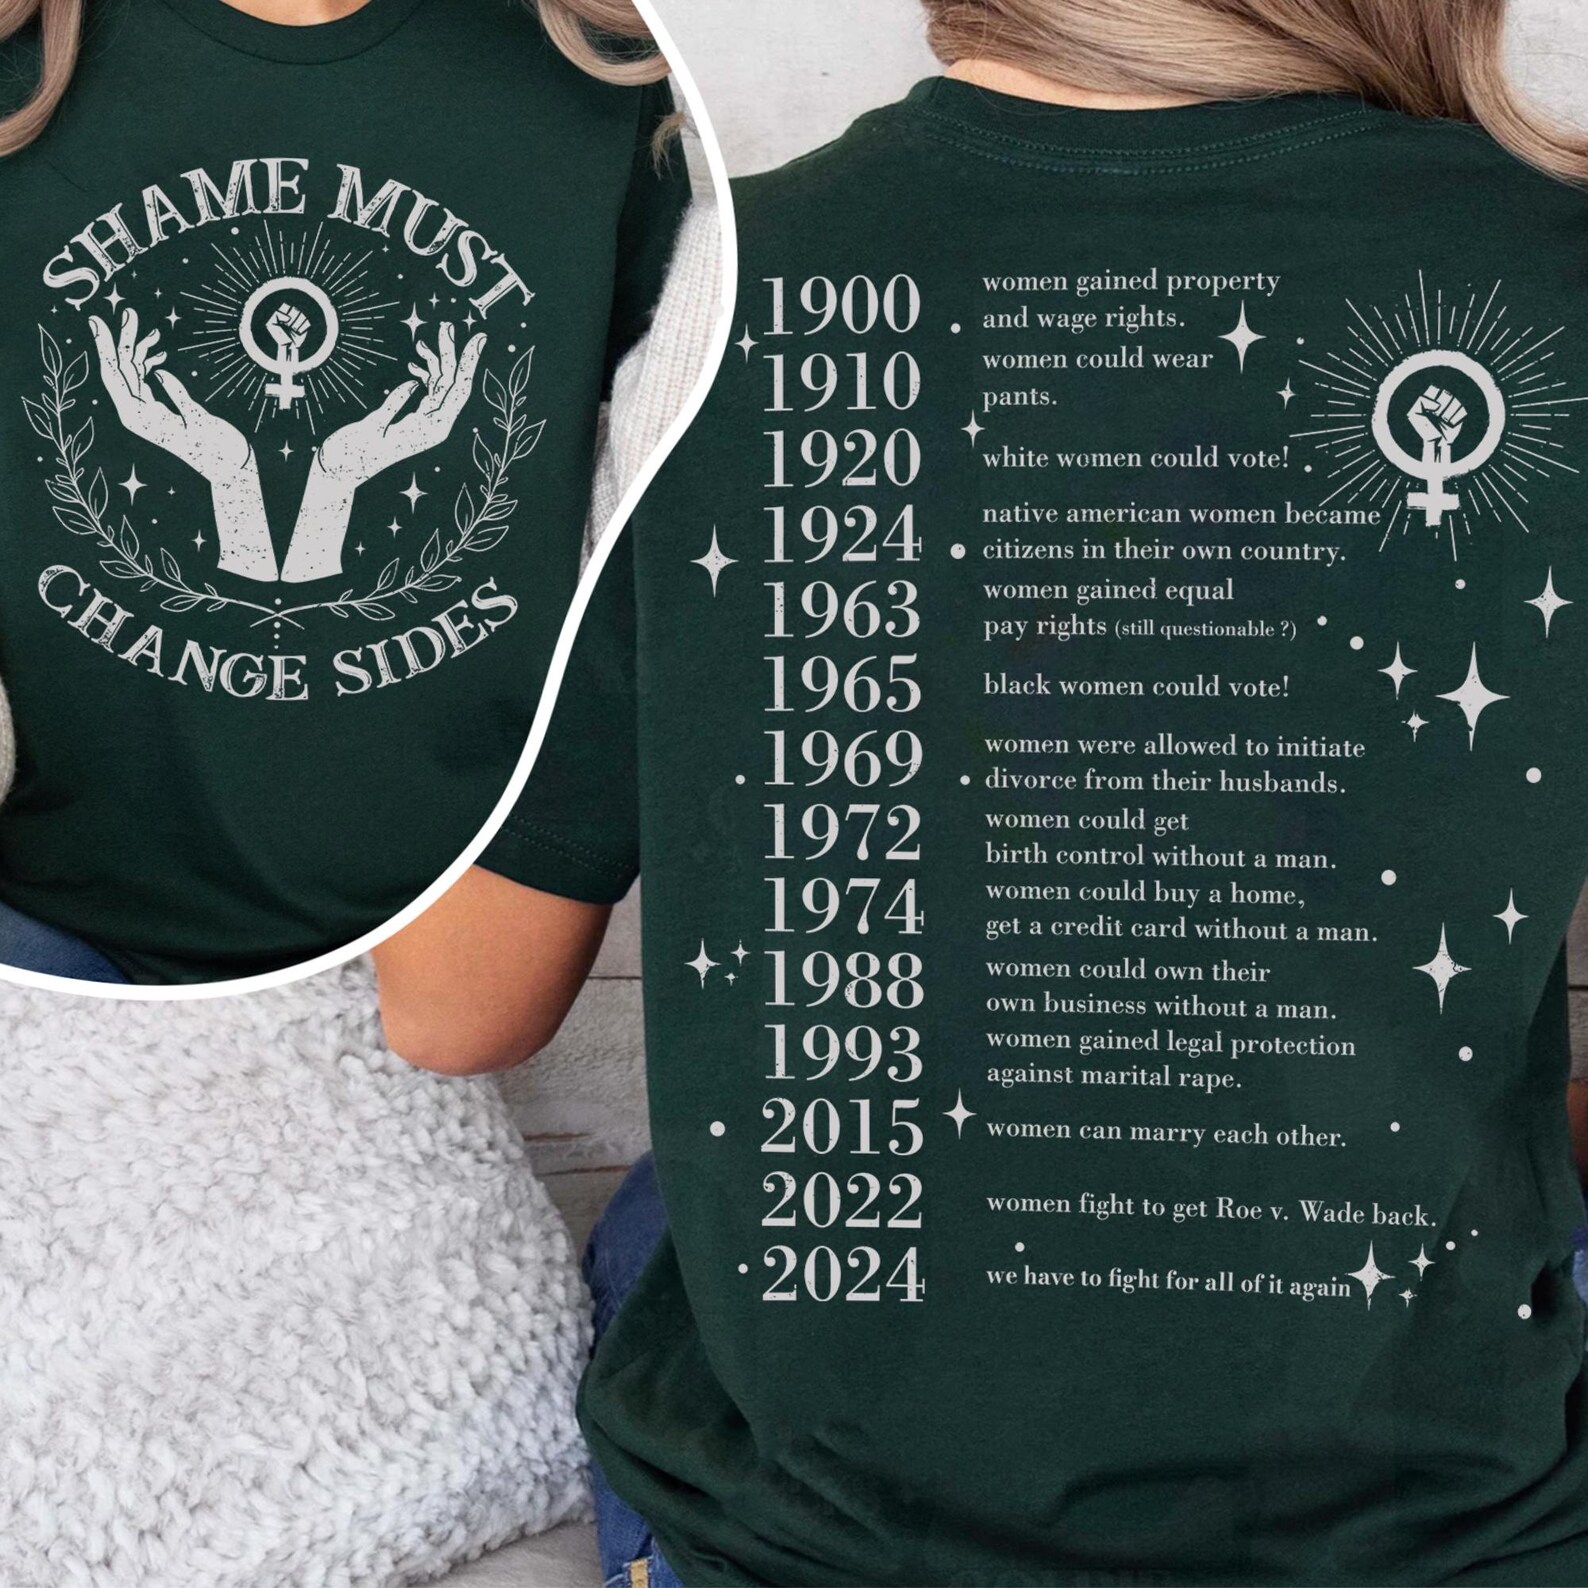 SHAME MUST
CHANGE SIDES
1900
women gained property
and wage rights.
1910
women could wear
pants.
1920
white women could vote!
1924
native american women became
citizens in their own country.
1963
women gained equal
pay rights (still questionable ?)
1965
black women could vote!
1969
women were allowed to initiate
divorce from their husbands.
1972
women could get
birth control without a man.
1974
women could buy a home,
get a credit card without a man.
1988
women could own their
own business without a man.
1993
women gained legal protection
against marital rape.
2015
women can marry each other.
2022
women fight to get Roe v. Wade back.
2024
we have to fight for all of it again